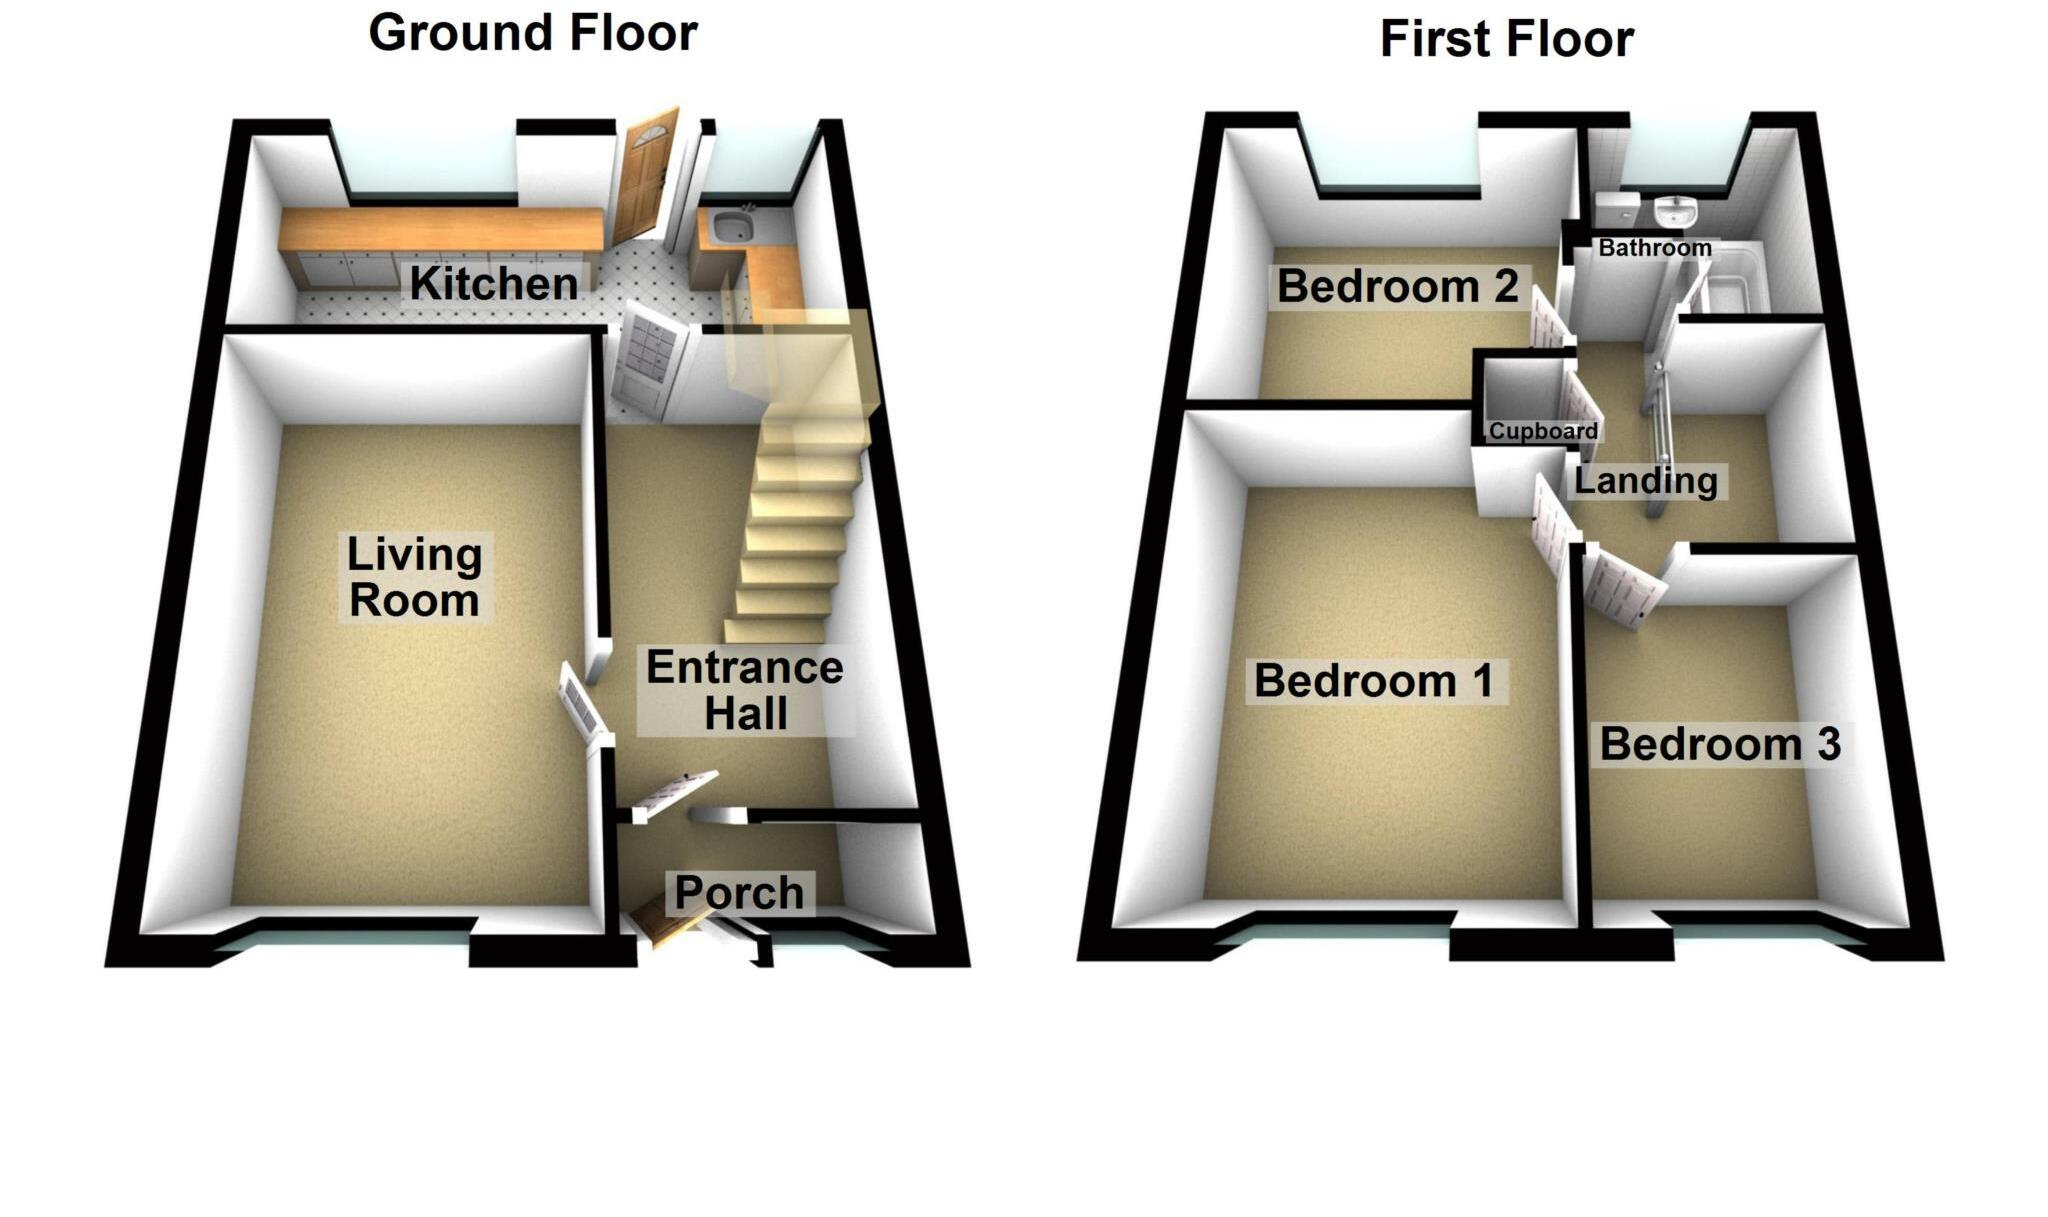 Ground Floor
Kitchen
Living
Room
Entrance
Hall
Porch
First Floor
Bathroom
Bedroom 2
Cupboard
Landing
Bedroom 1
Bedroom 3